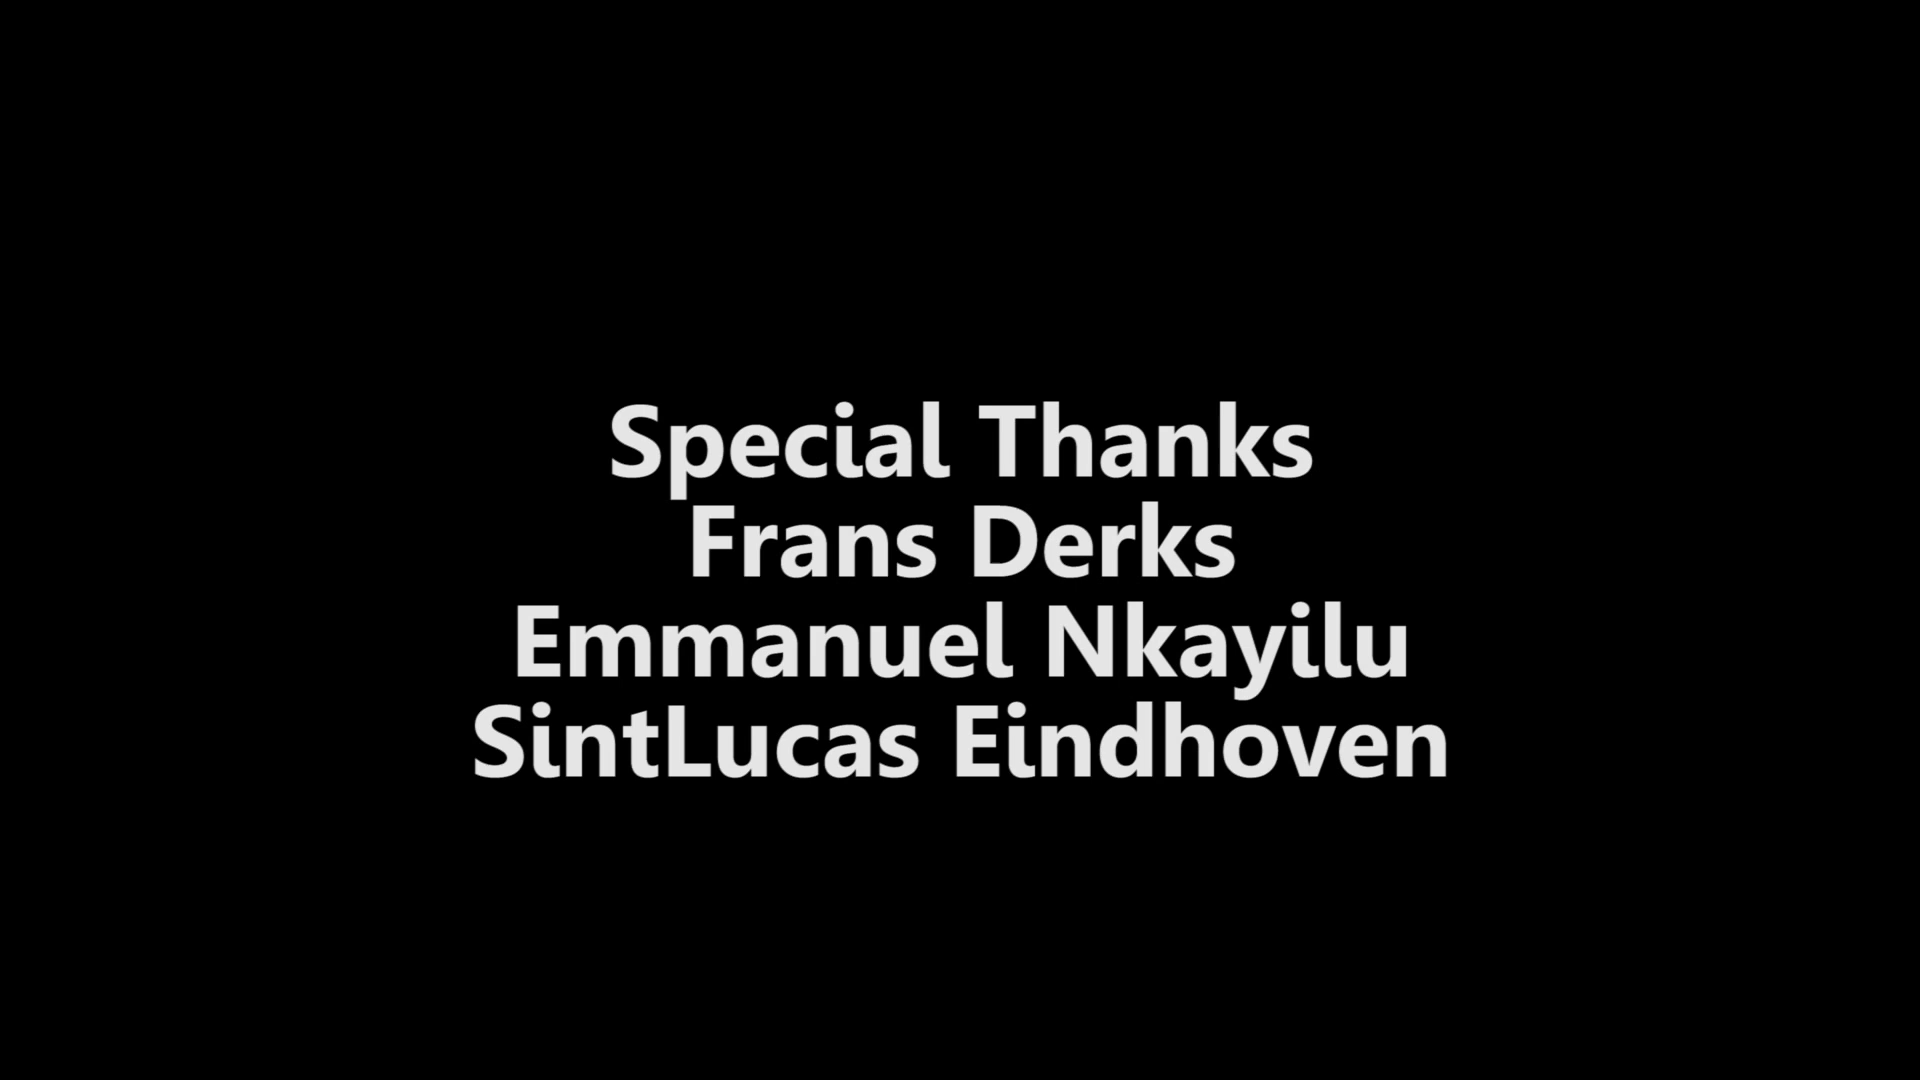 Special Thanks
Frans Derks
Emmanuel Nkayilu
SintLucas Eindhoven